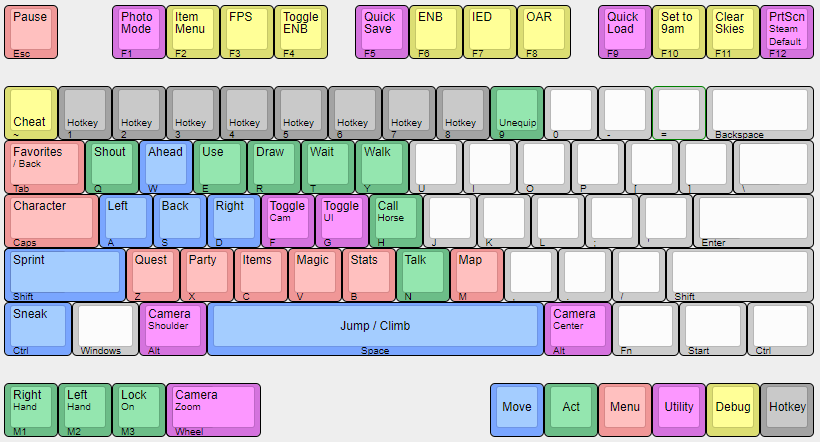 Pause Photo Item FPS Toggle Quick ENB IED OAR Quick Set to Clear PrtScn
Mode Menu ENB Save Load 9am Skies Steam
Default
Esc F1 F2 F3 F4 F5 F6 F7 F8 F9 F10 F11 F12
Cheat Hotkey Hotkey Hotkey Hotkey Hotkey Hotkey Hotkey Hotkey Unequip
~ 1 2 3 4 5 6 7 8 9 0 - = Backspace
Favorites Shout Ahead Use Draw Wait Walk
/ Back
Tab Q W E R T Y U I O P [ ] \
Character Left Back Right Toggle Toggle Call
Cam UI Horse
Caps A S D F G H J K L ; ' Enter
Sprint Quest Party Items Magic Stats Talk Map
Shift Z X C V B N M , . / Shift
Sneak Camera Jump / Climb Camera
Shoulder Center
Ctrl Windows Alt Space Alt Fn Start Ctrl
Right Left Lock Camera
Hand Hand On Zoom
M1 M2 M3 Wheel
Move Act Menu Utility Debug Hotkey